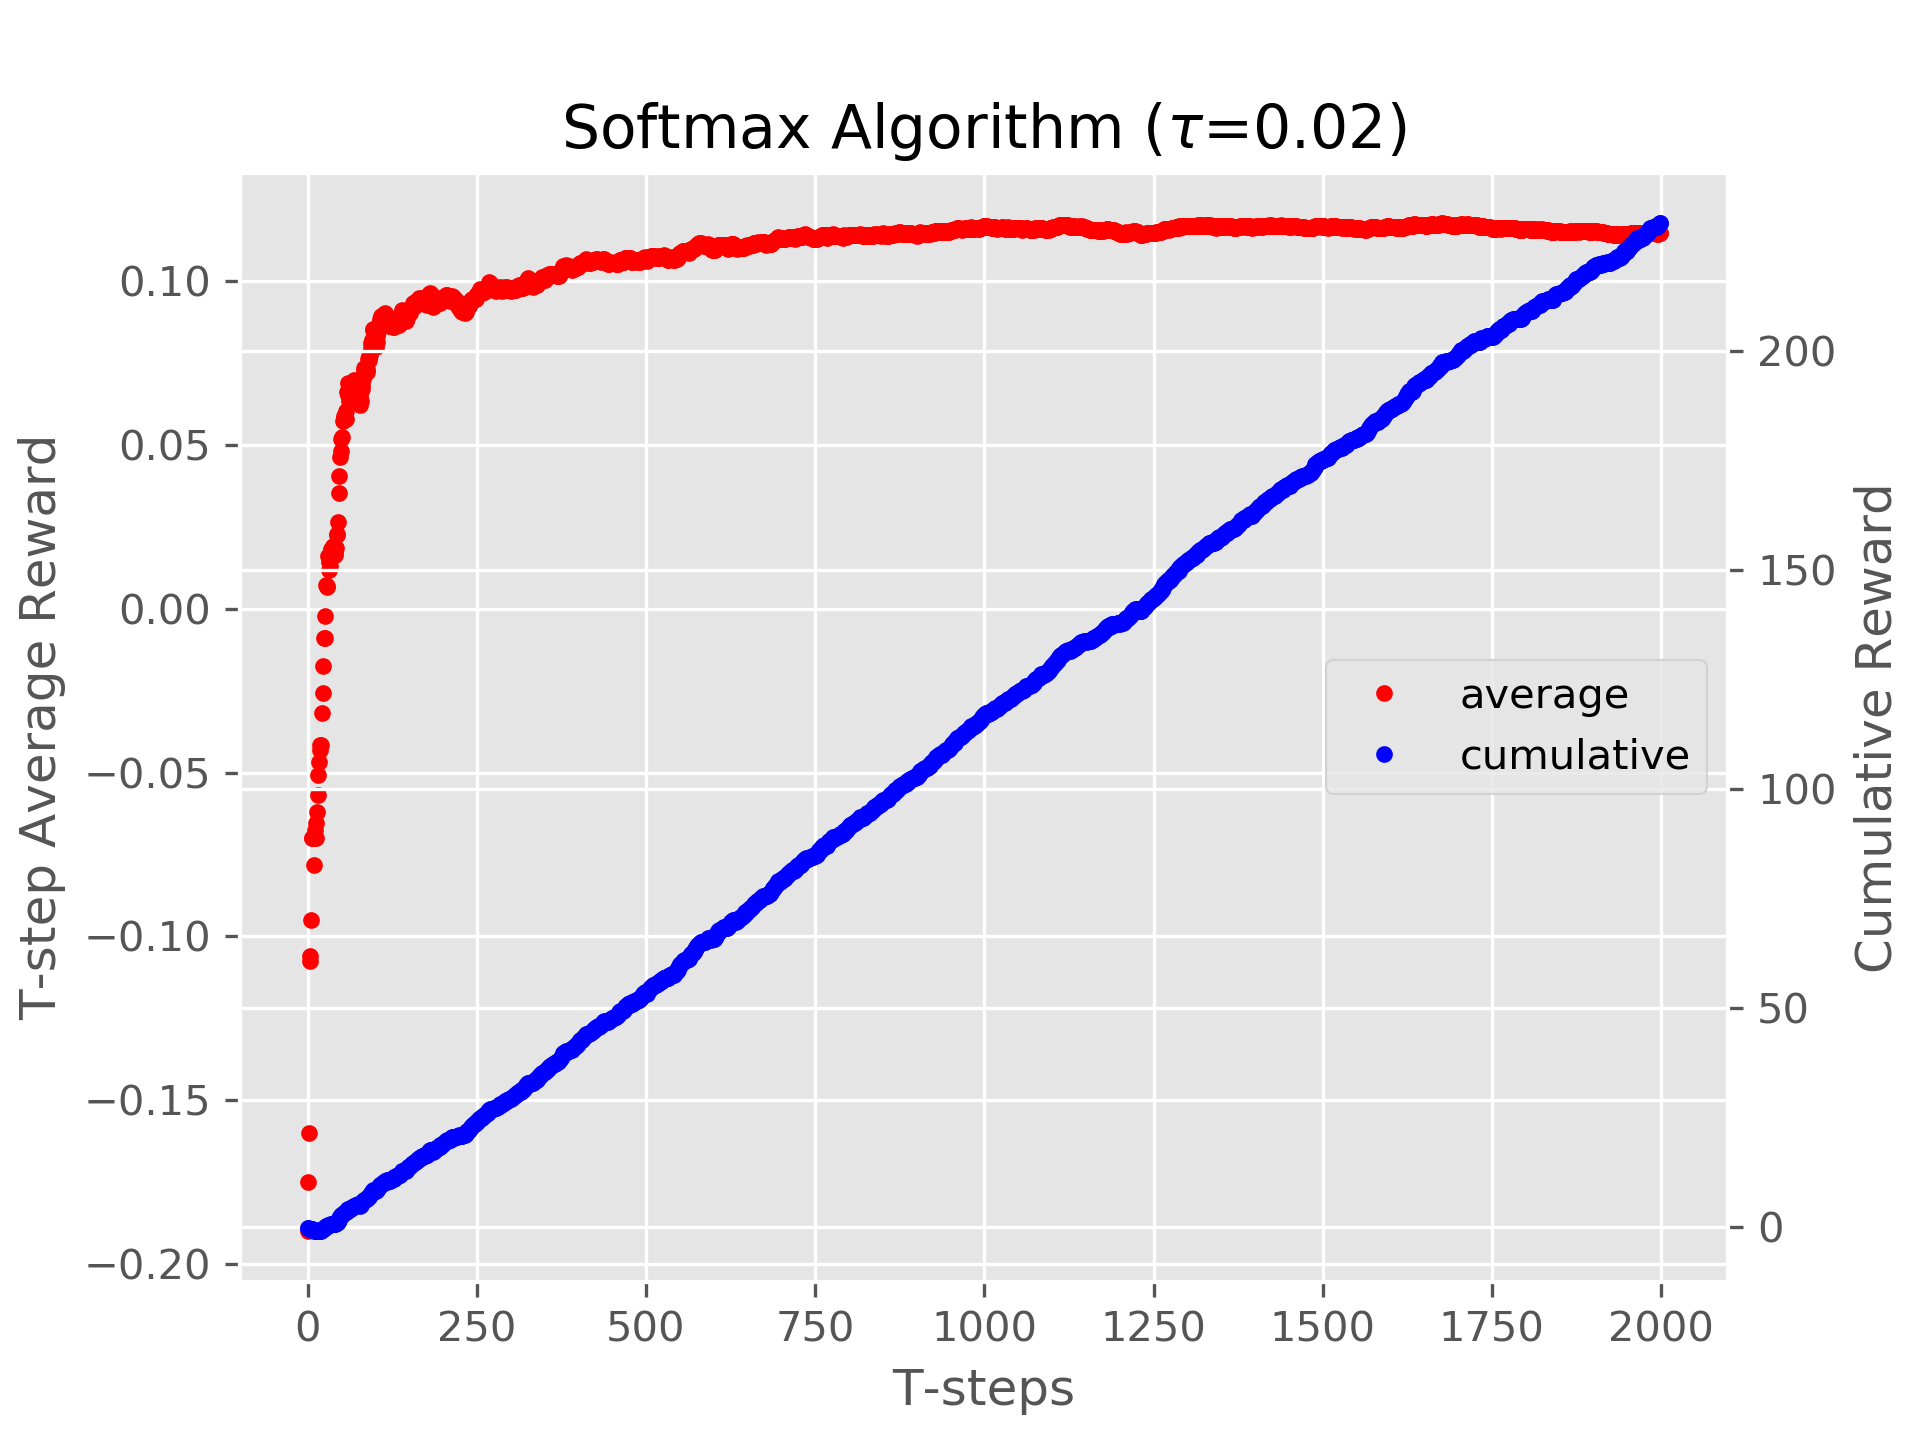 Softmax Algorithm (τ=0.02)
T-step Average Reward
0.10
0.05
0.00
−0.05
−0.10
−0.15
−0.20
200
150
100
50
0
Cumulative Reward
average
cumulative
0 250 500 750 1000 1250 1500 1750 2000
T-steps